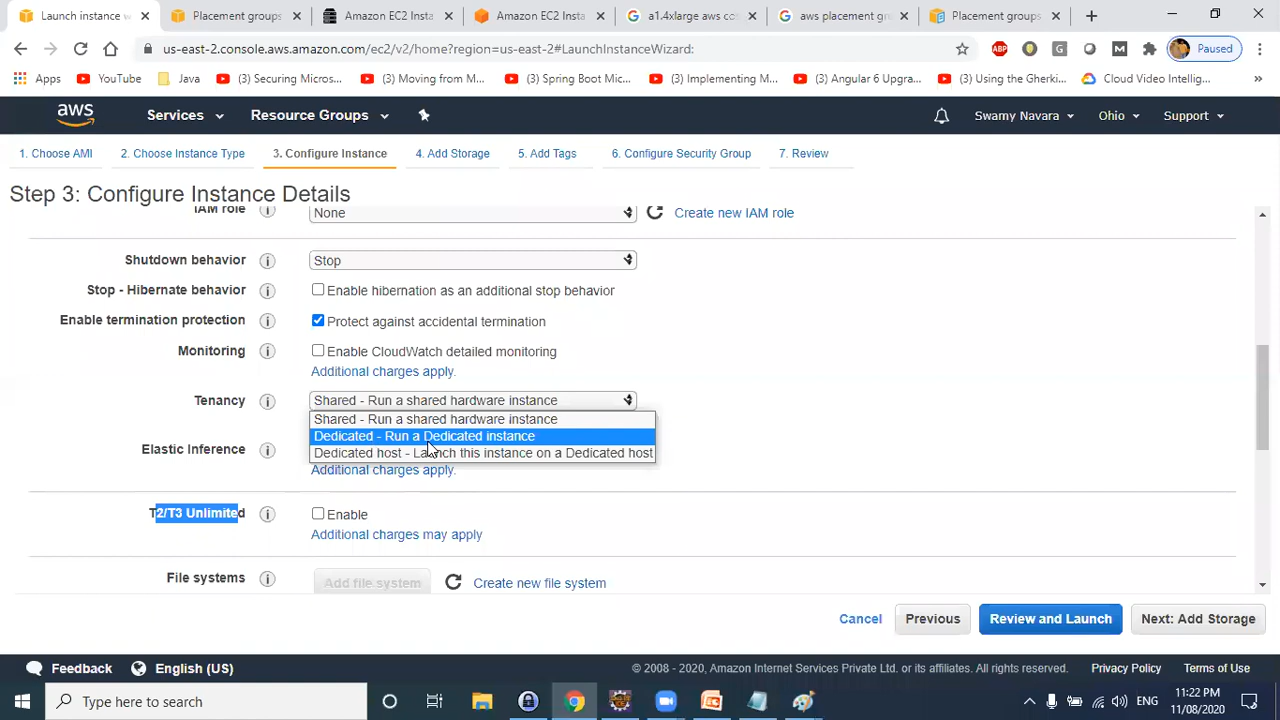 Launch instance w
Placement groups
Amazon EC2 Insta
Amazon EC2 Insta
a1.4xlarge aws co
aws placement gr
Placement groups
us-east-2.console.aws.amazon.com/ec2/v2/home?region=us-east-2#LaunchInstanceWizard:
ABP
G
M
Paused
Apps
YouTube
Java
(3) Securing Micros...
(3) Moving from M...
(3) Spring Boot Mic...
(3) Implementing M...
(3) Angular 6 Upgra...
(3) Using the Gherki...
Cloud Video Intellig...
aws
Services
Resource Groups
Swamy Navara
Ohio
Support
1. Choose AMI
2. Choose Instance Type
3. Configure Instance
4. Add Storage
5. Add Tags
6. Configure Security Group
7. Review
Step 3: Configure Instance Details
IAM role
None
Create new IAM role
Shutdown behavior
Stop
Stop - Hibernate behavior
Enable hibernation as an additional stop behavior
Enable termination protection
Protect against accidental termination
Monitoring
Enable CloudWatch detailed monitoring
Additional charges apply.
Tenancy
Shared - Run a shared hardware instance
Shared - Run a shared hardware instance
Dedicated - Run a Dedicated instance
Dedicated host - Launch this instance on a Dedicated host
Elastic Inference
Additional charges apply.
T2/T3 Unlimited
Enable
Additional charges may apply
File systems
Add file system
Create new file system
Cancel
Previous
Review and Launch
Next: Add Storage
Feedback
English (US)
© 2008 - 2020, Amazon Internet Services Private Ltd. or its affiliates. All rights reserved.
Privacy Policy
Terms of Use
Type here to search
ENG
11:22 PM
11/08/2020